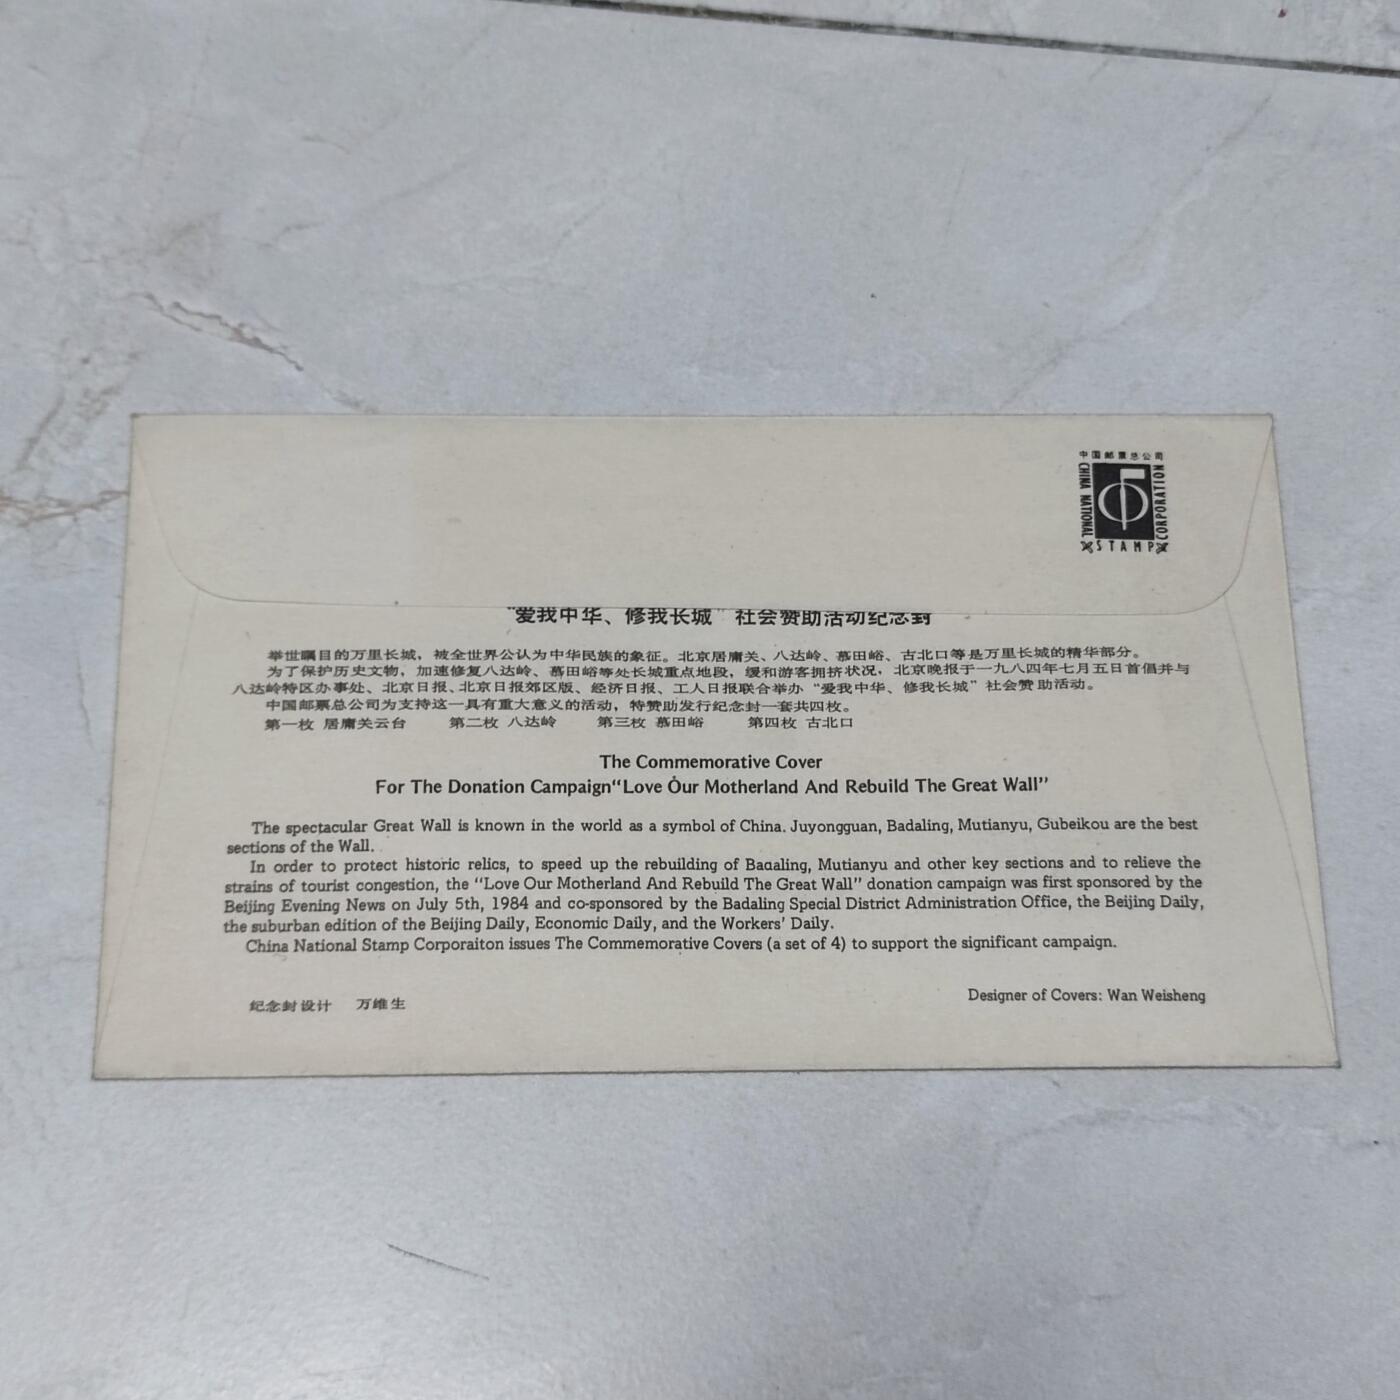 中国邮票总公司
CHINA NATIONAL
STAMP
CORPORATION
“爱我中华、修我长城”社会赞助活动纪念封
举世瞩目的万里长城，被全世界公认为中华民族的象征。北京居庸关、八达岭、慕田峪、古北口等是万里长城的精华部分。
为了保护历史文物，加速修复八达岭、慕田峪等处长城重点地段，缓和游客拥挤状况，北京晚报于一九八四年七月五日首倡并与
八达岭特区办事处、北京日报、北京日报郊区版、经济日报、工人日报联合举办“爱我中华、修我长城”社会赞助活动。
中国邮票总公司为支持这一具有重大意义的活动，特赞助发行纪念封一套共四枚。
第一枚 居庸关云台 第二枚 八达岭 第三枚 慕田峪 第四枚 古北口
The Commemorative Cover
For The Donation Campaign“Love Our Motherland And Rebuild The Great Wall”
The spectacular Great Wall is known in the world as a symbol of China. Juyongguan, Badaling, Mutianyu, Gubeikou are the best
sections of the Wall.
In order to protect historic relics, to speed up the rebuilding of Badaling, Mutianyu and other key sections and to relieve the
strains of tourist congestion, the “Love Our Motherland And Rebuild The Great Wall” donation campaign was first sponsored by the
Beijing Evening News on July 5th, 1984 and co-sponsored by the Badaling Special District Administration Office, the Beijing Daily,
the suburban edition of the Beijing Daily, Economic Daily, and the Workers’ Daily.
China National Stamp Corporaiton issues The Commemorative Covers (a set of 4) to support the significant campaign.
纪念封设计 万维生
Designer of Covers: Wan Weisheng